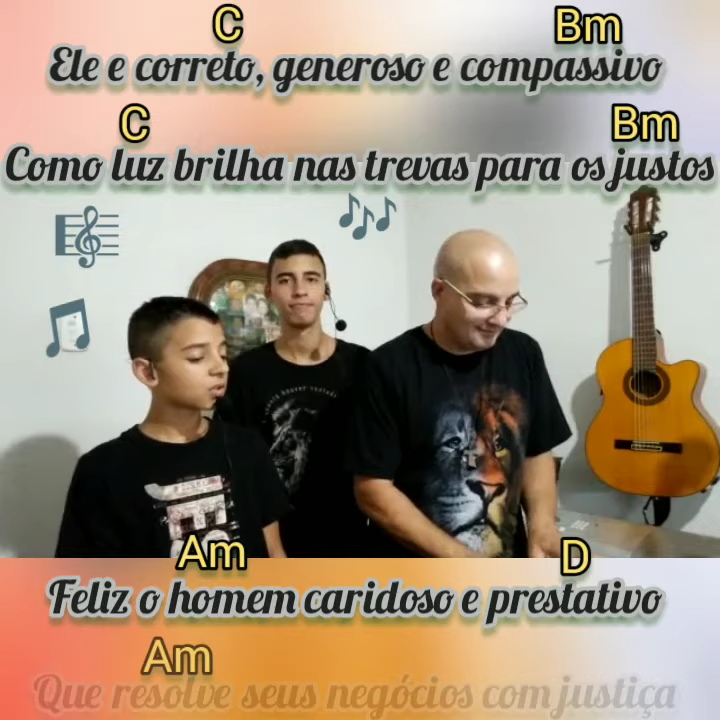 C Bm
Ele e correto, generoso e compassivo
C Bm
Como luz brilha nas trevas para os justos
Am D
Feliz o homem caridoso e prestativo
Am
Que resolve seus negócios com justiça